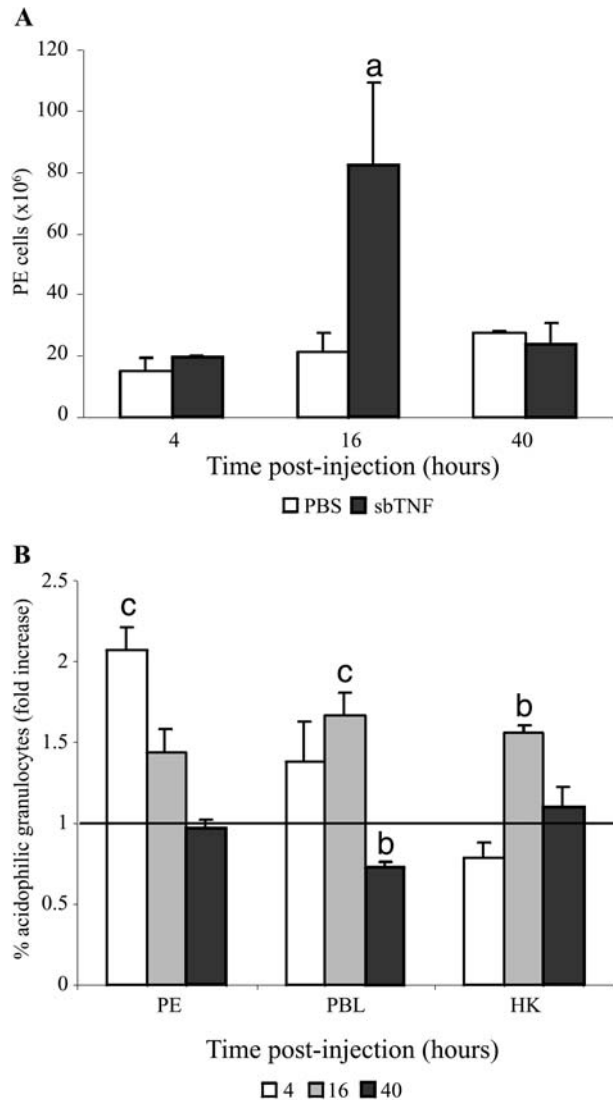 A
120
100
80
60
40
20
0
PE cells (x10⁶)
a
4 16 40
Time post-injection (hours)
PBS sbTNF
B
2.5
2
1.5
1
0.5
0
% acidophilic granulocytes (fold increase)
c
c
b
b
PE PBL HK
Time post-injection (hours)
4 16 40